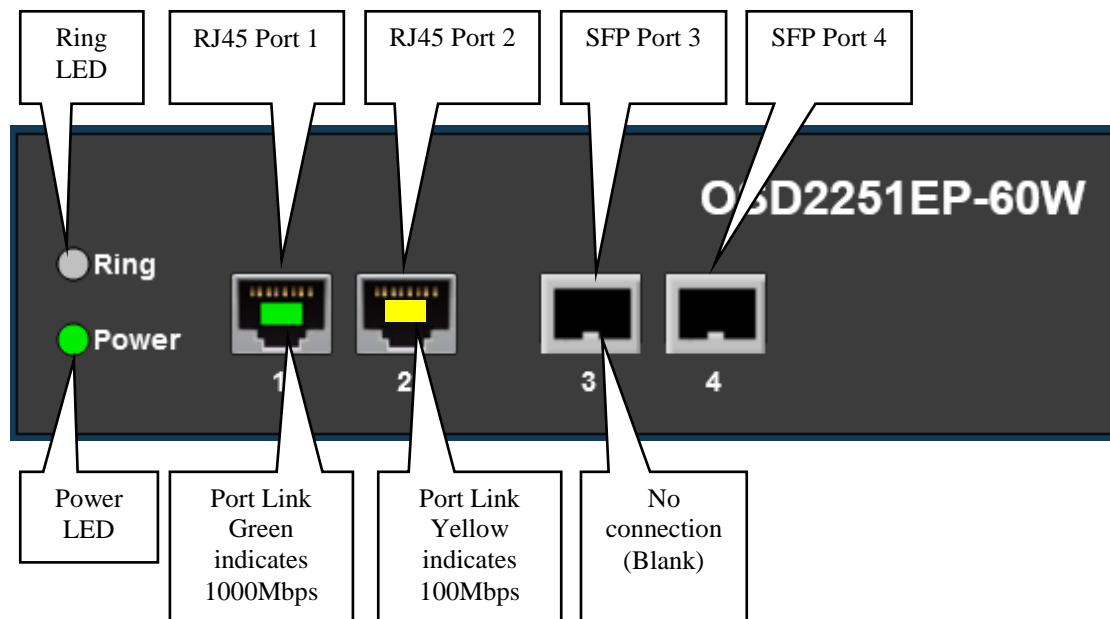 Ring
LED
RJ45 Port 1
RJ45 Port 2
SFP Port 3
SFP Port 4
OSD2251EP-60W
Ring
Power
1
2
3
4
Power
LED
Port Link
Green
indicates
1000Mbps
Port Link
Yellow
indicates
100Mbps
No
connection
(Blank)